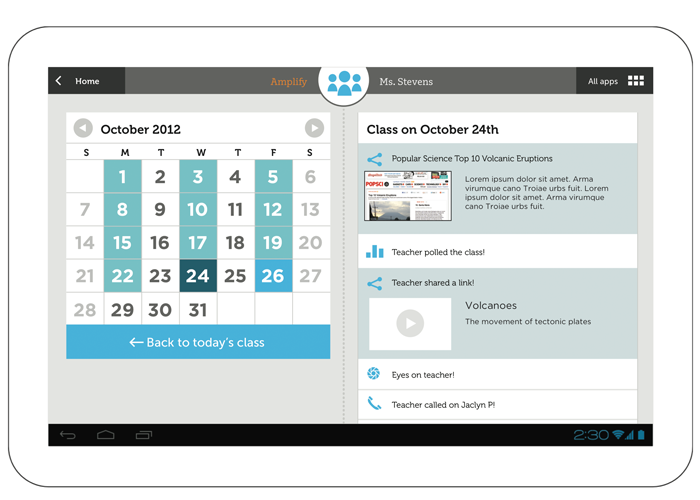 Home
Amplify
Ms. Stevens
All apps
October 2012
S M T W T F S
1 2 3 4 5 6
7 8 9 10 11 12 13
14 15 16 17 18 19 20
21 22 23 24 25 26 27
28 29 30 31
Back to today's class
Class on October 24th
Popular Science Top 10 Volcanic Eruptions
POPSCI
Lorem ipsum dolor sit amet. Arma
virumque cano Troiae urbs fuit. Lorem
ipsum dolor sit amet. Arma virumque
cano Troiae urbs fuit.
Teacher polled the class!
Teacher shared a link!
Volcanoes
The movement of tectonic plates
Eyes on teacher!
Teacher called on Jaclyn P!
2:30